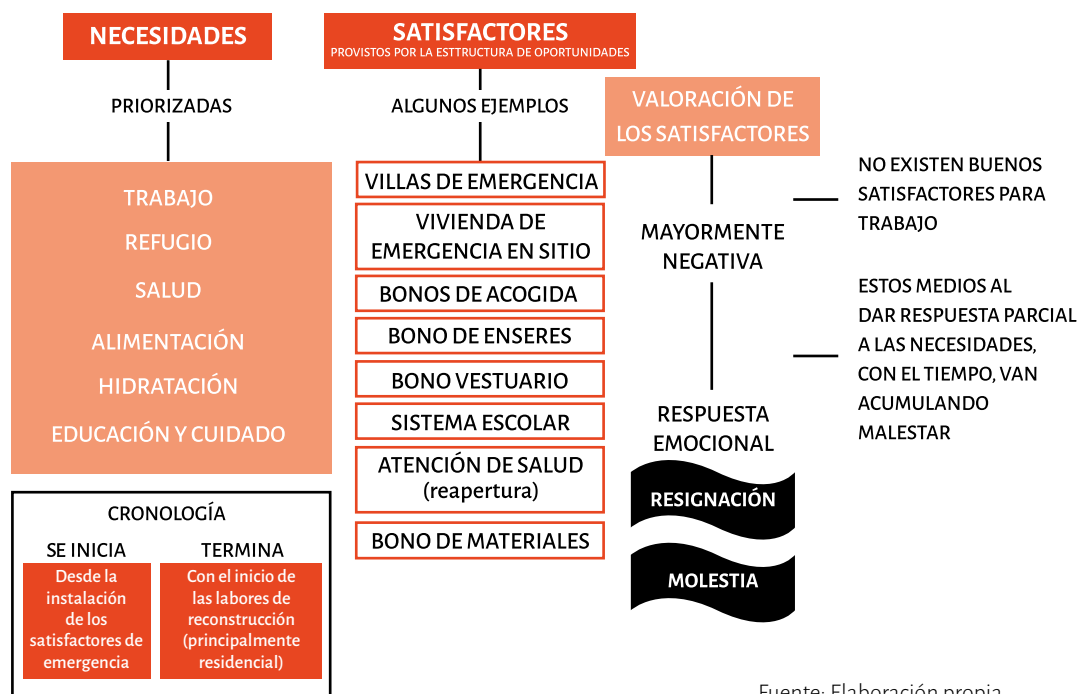 NECESIDADES
PRIORIZADAS
TRABAJO
REFUGIO
SALUD
ALIMENTACIÓN
HIDRATACIÓN
EDUCACIÓN Y CUIDADO
SATISFACTORES
PROVISTOS POR LA ESTTRUCTURA DE OPORTUNIDADES
ALGUNOS EJEMPLOS
VILLAS DE EMERGENCIA
VIVIENDA DE
EMERGENCIA EN SITIO
BONOS DE ACOGIDA
BONO DE ENSERES
BONO VESTUARIO
SISTEMA ESCOLAR
ATENCIÓN DE SALUD
(reapertura)
BONO DE MATERIALES
VALORACIÓN DE
LOS SATISFACTORES
MAYORMENTE
NEGATIVA
RESPUESTA
EMOCIONAL
RESIGNACIÓN
MOLESTIA
NO EXISTEN BUENOS
SATISFACTORES PARA
TRABAJO
ESTOS MEDIOS AL
DAR RESPUESTA PARCIAL
A LAS NECESIDADES,
CON EL TIEMPO, VAN
ACUMULANDO
MALESTAR
CRONOLOGÍA
SE INICIA
Desde la
instalación
de los
satisfactores de
emergencia
TERMINA
Con el inicio de
las labores de
reconstrucción
(principalmente
residencial)
Fuente: Elaboración propia